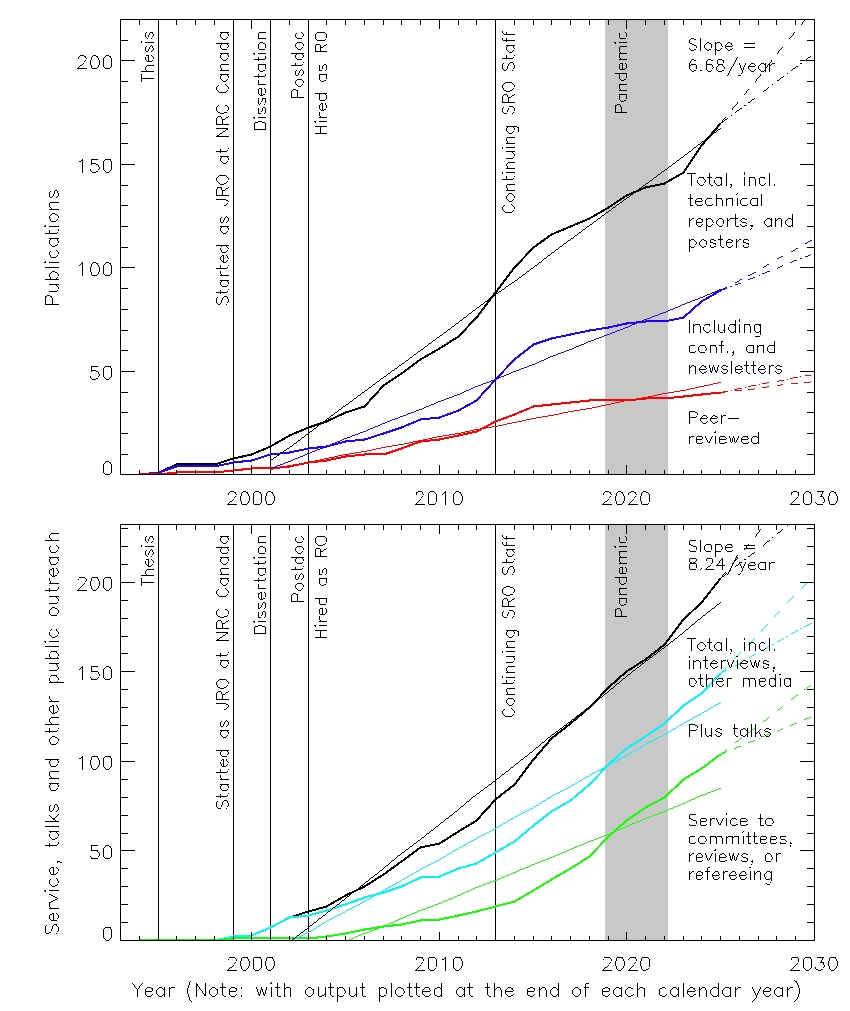 Publications
200
150
100
50
0
2000
2010
2020
2030
Thesis
Started as JRO at NRC Canada
Dissertation
Postdoc
Hired as RO
Continuing SRO Staff
Pandemic
Slope =
6.68/year
Total, incl.
technical
reports, and
posters
Including
conf., and
newsletters
Peer-
reviewed
Service, talks and other public outreach
200
150
100
50
0
2000
2010
2020
2030
Thesis
Started as JRO at NRC Canada
Dissertation
Postdoc
Hired as RO
Continuing SRO Staff
Pandemic
Slope =
8.24/year
Total, incl.
interviews,
other media
Plus talks
Service to
committees,
reviews, or
refereeing
Year (Note: with output plotted at the end of each calendar year)